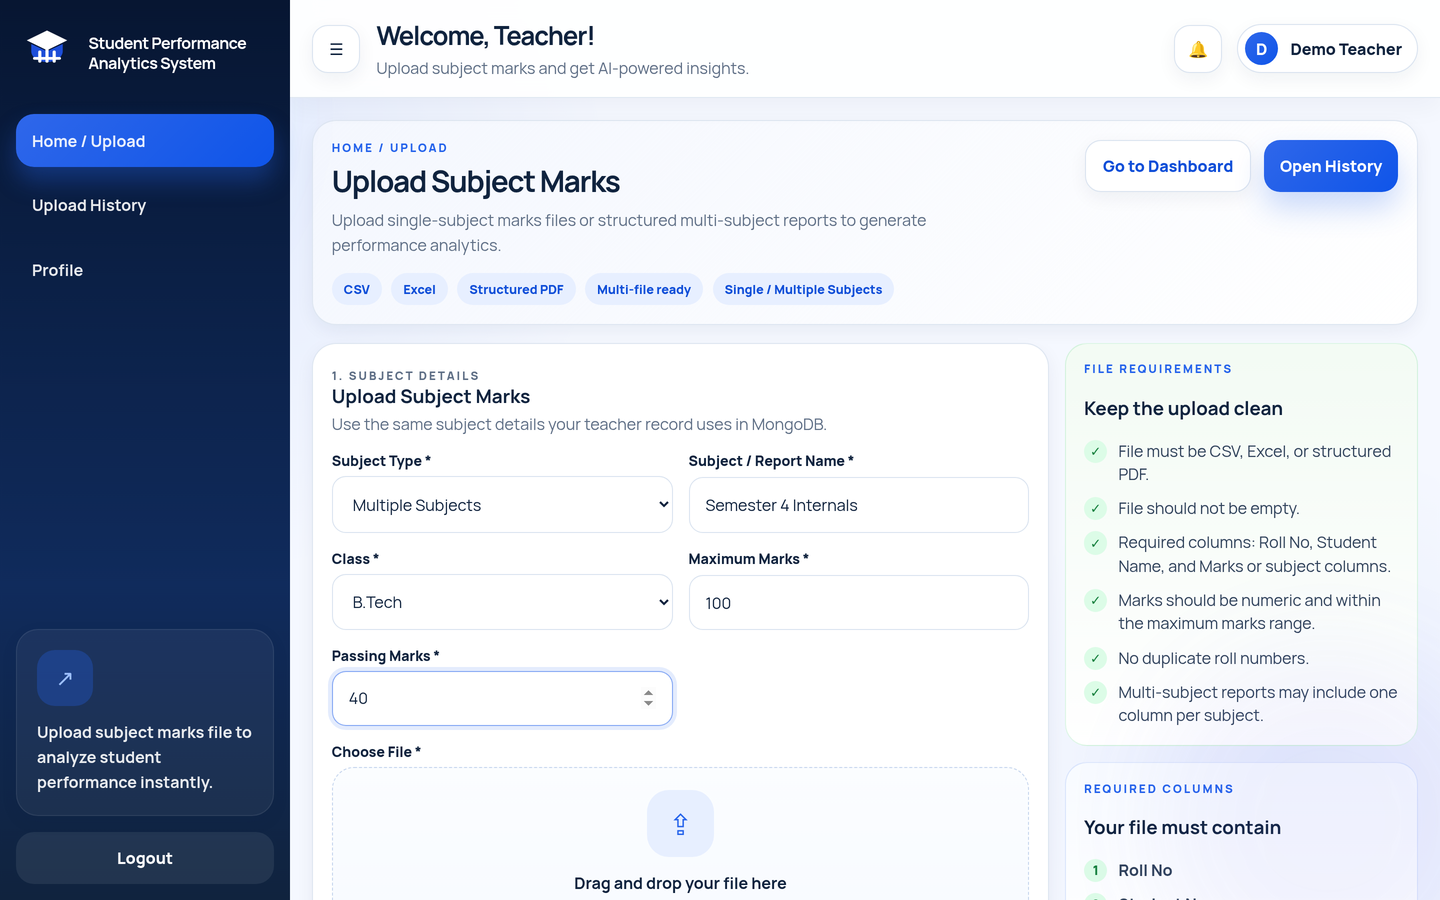 Student Performance
Analytics System
Home / Upload
Upload History
Profile
↗
Upload subject marks file to
analyze student
performance instantly.
Logout
☰
Welcome, Teacher!
Upload subject marks and get AI-powered insights.
D
Demo Teacher
HOME / UPLOAD
Upload Subject Marks
Upload single-subject marks files or structured multi-subject reports to generate
performance analytics.
CSV
Excel
Structured PDF
Multi-file ready
Single / Multiple Subjects
Go to Dashboard
Open History
1. SUBJECT DETAILS
Upload Subject Marks
Use the same subject details your teacher record uses in MongoDB.
Subject Type *
Multiple Subjects
Subject / Report Name *
Semester 4 Internals
Class *
B.Tech
Maximum Marks *
100
Passing Marks *
40
Choose File *
Drag and drop your file here
FILE REQUIREMENTS
Keep the upload clean
✓ File must be CSV, Excel, or structured
PDF.
✓ File should not be empty.
✓ Required columns: Roll No, Student
Name, and Marks or subject columns.
✓ Marks should be numeric and within
the maximum marks range.
✓ No duplicate roll numbers.
✓ Multi-subject reports may include one
column per subject.
REQUIRED COLUMNS
Your file must contain
1 Roll No